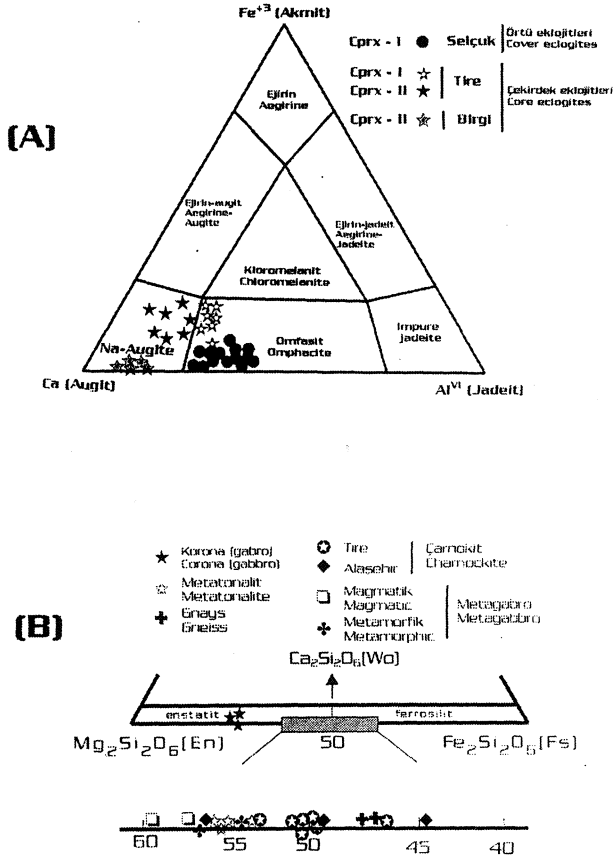 Fe+3 (Akmit)
Cprx - I ● Selçuk | Örtü eklojitleri
Cover eclogites
Cprx - I ☆ | Tire
Cprx - II ★
Çekirdek eklojitleri
Core eclogites
Cprx - II | Birgi
(A)
Ejirin
Aegirine
Ejirin-augit
Aegirine-
Augite
Ejirin-jadeit
Aegirine-
Jadeite
Kloromelanit
Chloromelanite
Na-Augite
Omfasit
Omphacite
Impure
Jadeite
Ca (Augit)
Al VI (Jadeit)
(B)
★ Korona (gabro)
Corona (gabbro)
☆ Metatonalit
Metatonalite
✚ Gnays
Gneiss
Tire
◆ Alaşehir
Çarnokit
Charnockite
Magmatik
Magmatic
Metamorfik
Metamorphic
Metagabro
Metagabbro
Ca2Si2O6(Wo)
enstatit
ferrosilit
Mg2Si2O6(En)
50
Fe2Si2O6(Fs)
60 55 50 45 40